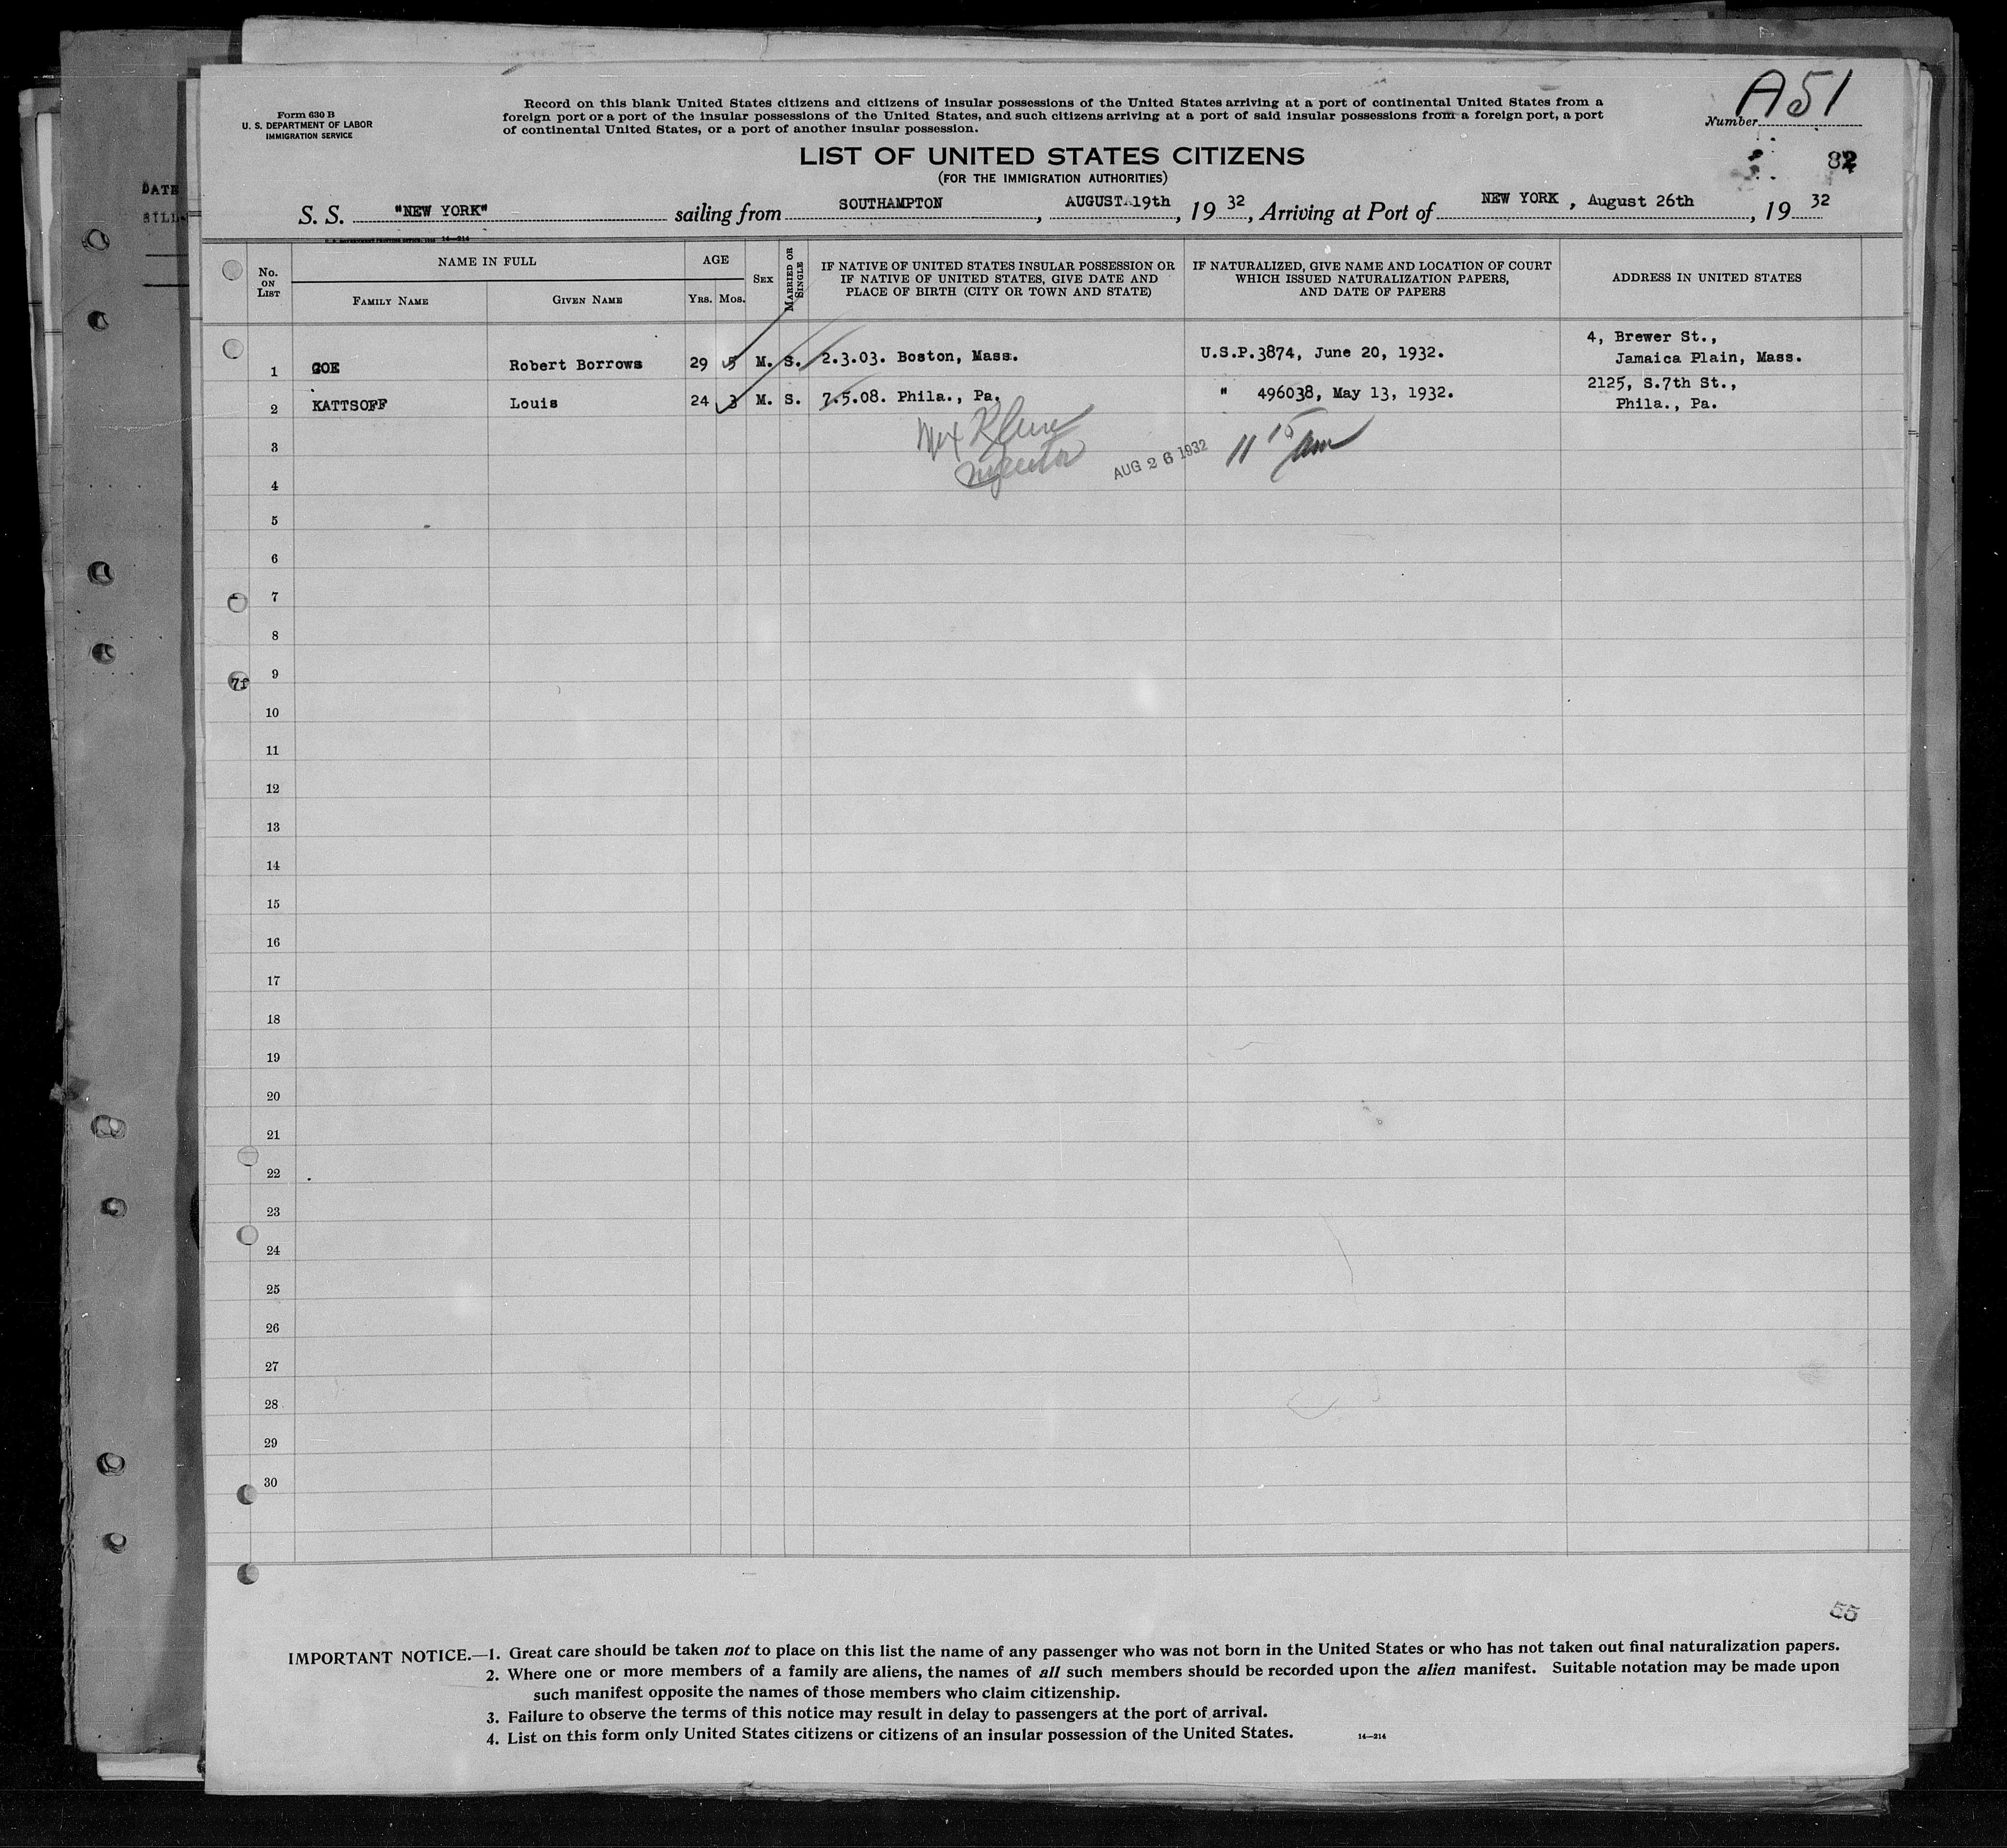 Form 630 B
U. S. DEPARTMENT OF LABOR
IMMIGRATION SERVICE
Record on this blank United States citizens and citizens of insular possessions of the United States arriving at a port of continental United States from a
foreign port or a port of the insular possessions of the United States, and such citizens arriving at a port of said insular possessions from a foreign port, a port
of continental United States, or a port of another insular possession.
Number A51
82
LIST OF UNITED STATES CITIZENS
(FOR THE IMMIGRATION AUTHORITIES)
DATE
S. S. "NEW YORK" sailing from SOUTHAMPTON, AUGUST 19th, 1932, Arriving at Port of NEW YORK, August 26th, 1932
14—214
No. ON LIST
NAME IN FULL
FAMILY NAME
GIVEN NAME
AGE
YRS. MOS.
SEX
MARRIED OR SINGLE
IF NATIVE OF UNITED STATES INSULAR POSSESSION OR
IF NATIVE OF UNITED STATES, GIVE DATE AND
PLACE OF BIRTH (CITY OR TOWN AND STATE)
IF NATURALIZED, GIVE NAME AND LOCATION OF COURT
WHICH ISSUED NATURALIZATION PAPERS,
AND DATE OF PAPERS
ADDRESS IN UNITED STATES
1 COE Robert Borrows 29 5 M. S. 2.3.03. Boston, Mass. U.S.P.3874, June 20, 1932. 4, Brewer St.,
Jamaica Plain, Mass.
2 KATTSOFF Louis 24 3 M. S. 7.5.08. Phila., Pa. " 496038, May 13, 1932. 2125, S.7th St.,
Phila., Pa.
Inspector
AUG 26 1932
11 15 am
3
4
5
6
7
8
7f
9
10
11
12
13
14
15
16
17
18
19
20
21
22
23
24
25
26
27
28
29
30
55
IMPORTANT NOTICE.—1. Great care should be taken not to place on this list the name of any passenger who was not born in the United States or who has not taken out final naturalization papers.
2. Where one or more members of a family are aliens, the names of all such members should be recorded upon the alien manifest. Suitable notation may be made upon
such manifest opposite the names of those members who claim citizenship.
3. Failure to observe the terms of this notice may result in delay to passengers at the port of arrival.
4. List on this form only United States citizens or citizens of an insular possession of the United States.
14—214